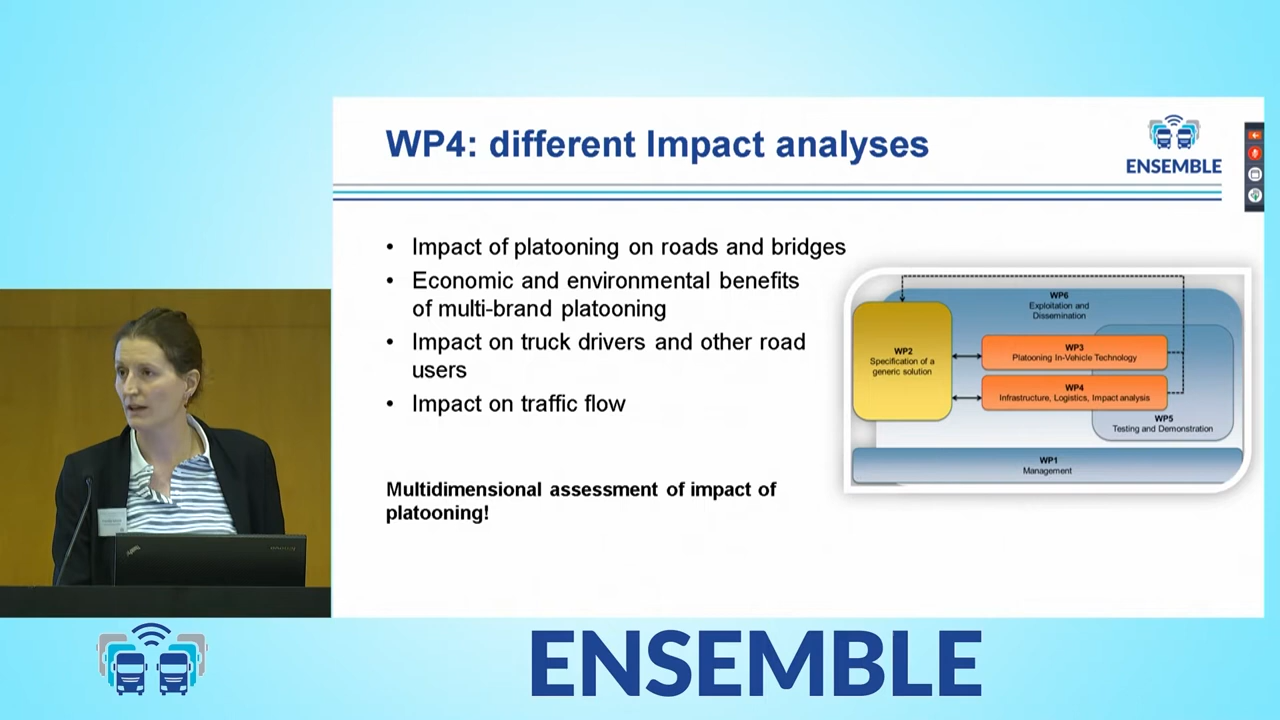 WP4: different Impact analyses
ENSEMBLE
• Impact of platooning on roads and bridges
• Economic and environmental benefits
of multi-brand platooning
• Impact on truck drivers and other road
users
• Impact on traffic flow
Multidimensional assessment of impact of
platooning!
WP6
Exploitation and
Dissemination
WP2
Specification of a
generic solution
WP3
Platooning In-Vehicle Technology
WP4
Infrastructure, Logistics, Impact analysis
WP5
Testing and Demonstration
WP1
Management
ENSEMBLE